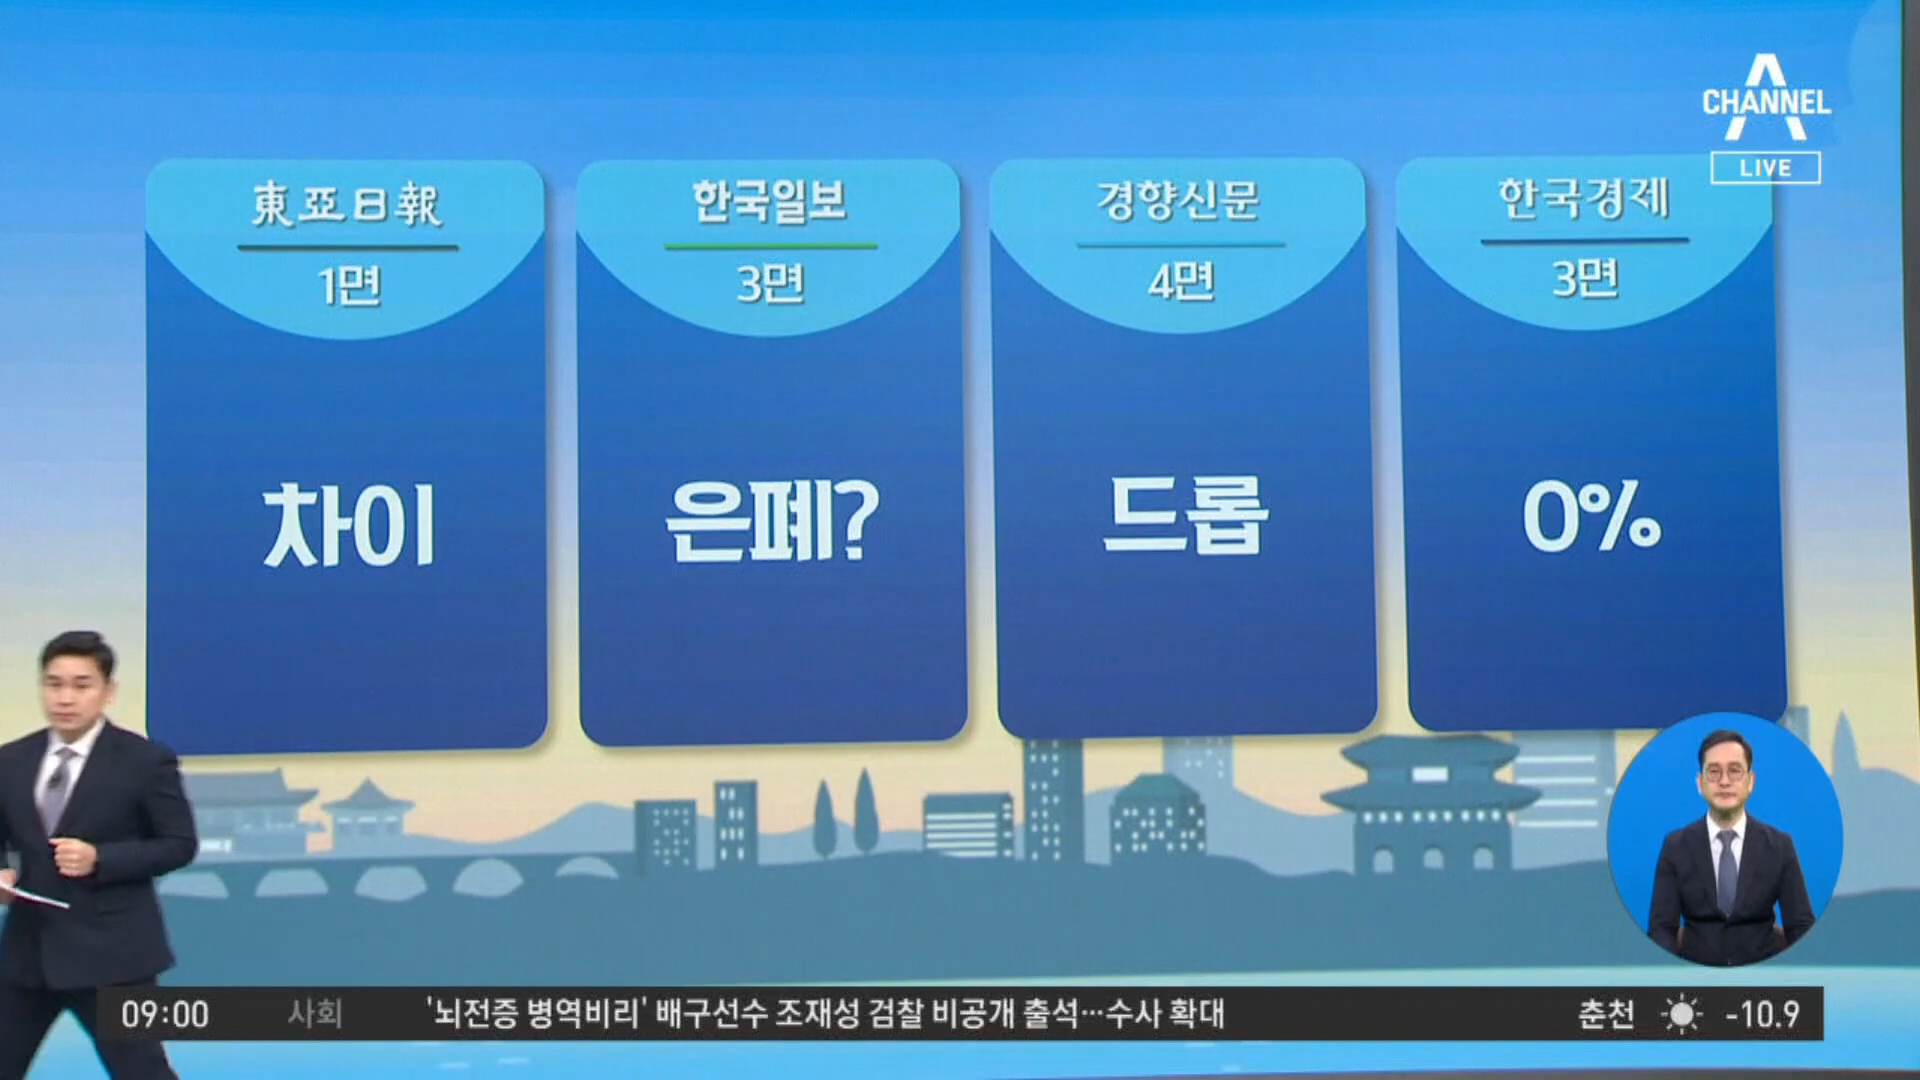 CHANNEL A
LIVE
東亞日報
1면
차이
한국일보
3면
은폐?
경향신문
4면
드롭
한국경제
3면
0%
09:00 사회 '뇌전증 병역비리' 배구선수 조재성 검찰 비공개 출석…수사 확대 춘천 -10.9